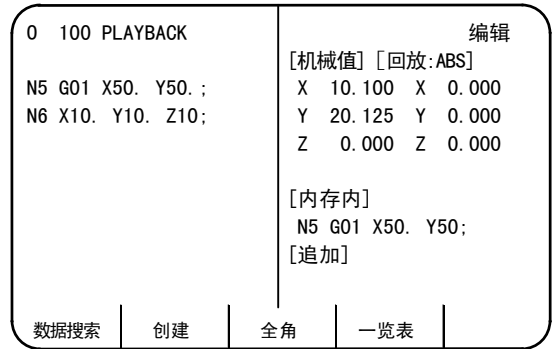 0 100 PLAYBACK
N5 G01 X50. Y50. ;
N6 X10. Y10. Z10;
编辑
[机械值] [回放:ABS]
X 10.100 X 0.000
Y 20.125 Y 0.000
Z 0.000 Z 0.000
[内存内]
N5 G01 X50. Y50;
[追加]
数据搜索 创建 全角 一览表